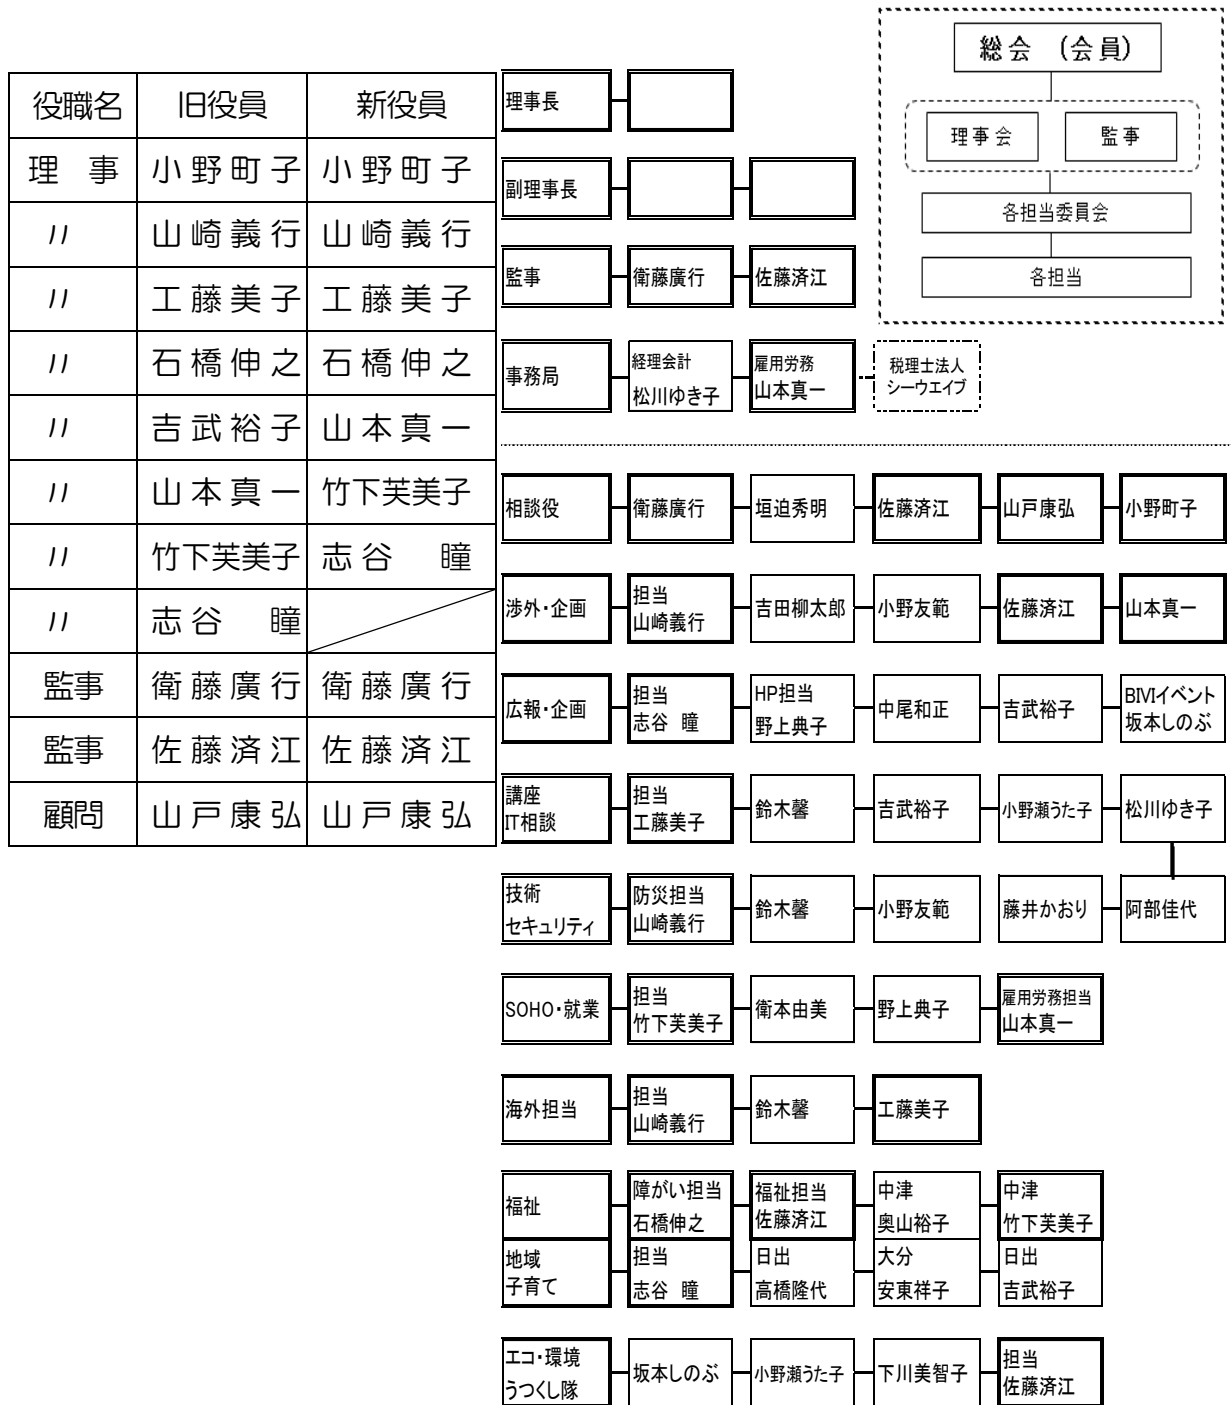 役職名 旧役員 新役員
理 事 小野町子 小野町子
〃 山崎義行 山崎義行
〃 工藤美子 工藤美子
〃 石橋伸之 石橋伸之
〃 吉武裕子 山本真一
〃 山本真一 竹下芙美子
〃 竹下芙美子 志谷 瞳
〃 志谷 瞳
監事 衛藤廣行 衛藤廣行
監事 佐藤済江 佐藤済江
顧問 山戸康弘 山戸康弘
総会 (会員)
理事会 監事
各担当委員会
各担当
理事長
副理事長
監事 衛藤廣行 佐藤済江
事務局
経理会計
松川ゆき子
雇用労務
山本真一
税理士法人
シーウエイブ
相談役 衛藤廣行 垣迫秀明 佐藤済江 山戸康弘 小野町子
渉外・企画
担当
山崎義行
吉田柳太郎 小野友範 佐藤済江 山本真一
広報・企画
担当
志谷 瞳
HP担当
野上典子
中尾和正 吉武裕子
BIVIイベント
坂本しのぶ
講座
IT相談
担当
工藤美子
鈴木馨 吉武裕子 小野瀬うた子 松川ゆき子
技術
セキュリティ
防災担当
山崎義行
鈴木馨 小野友範 藤井かおり 阿部佳代
SOHO・就業
担当
竹下芙美子
衛本由美 野上典子
雇用労務担当
山本真一
海外担当
担当
山崎義行
鈴木馨 工藤美子
福祉
障がい担当
石橋伸之
福祉担当
佐藤済江
中津
奥山裕子
中津
竹下芙美子
地域
子育て
担当
志谷 瞳
日出
高橋隆代
大分
安東祥子
日出
吉武裕子
エコ・環境
うつくし隊
坂本しのぶ 小野瀬うた子 下川美智子
担当
佐藤済江